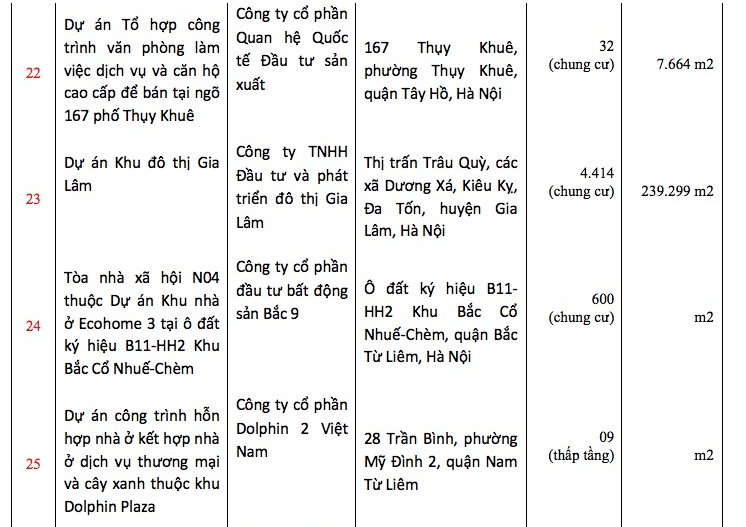 22
Dự án Tổ hợp công
trình văn phòng làm
việc dịch vụ và căn hộ
cao cấp để bán tại ngõ
167 phố Thụy Khuê
Công ty cổ phần
Quan hệ Quốc
tế Đầu tư sản
xuất
167 Thụy Khuê,
phường Thụy Khuê,
quận Tây Hồ, Hà Nội
32
(chung cư)
7.664 m2
23
Dự án Khu đô thị Gia
Lâm
Công ty TNHH
Đầu tư và phát
triển đô thị Gia
Lâm
Thị trấn Trâu Quỳ, các
xã Dương Xá, Kiêu Kỵ,
Đa Tốn, huyện Gia
Lâm, Hà Nội
4.414
(chung cư)
239.299 m2
24
Tòa nhà xã hội N04
thuộc Dự án Khu nhà
ở Ecohome 3 tại ô đất
ký hiệu B11-HH2 Khu
Bắc Cổ Nhuế-Chèm
Công ty cổ phần
đầu tư bất động
sản Bắc 9
Ô đất ký hiệu B11-
HH2 Khu Bắc Cổ
Nhuế-Chèm, quận Bắc
Từ Liêm, Hà Nội
600
(chung cư)
m2
25
Dự án công trình hỗn
hợp nhà ở kết hợp nhà
ở dịch vụ thương mại
và cây xanh thuộc khu
Dolphin Plaza
Công ty cổ phần
Dolphin 2 Việt
Nam
28 Trần Bình, phường
Mỹ Đình 2, quận Nam
Từ Liêm
09
(thấp tầng)
m2